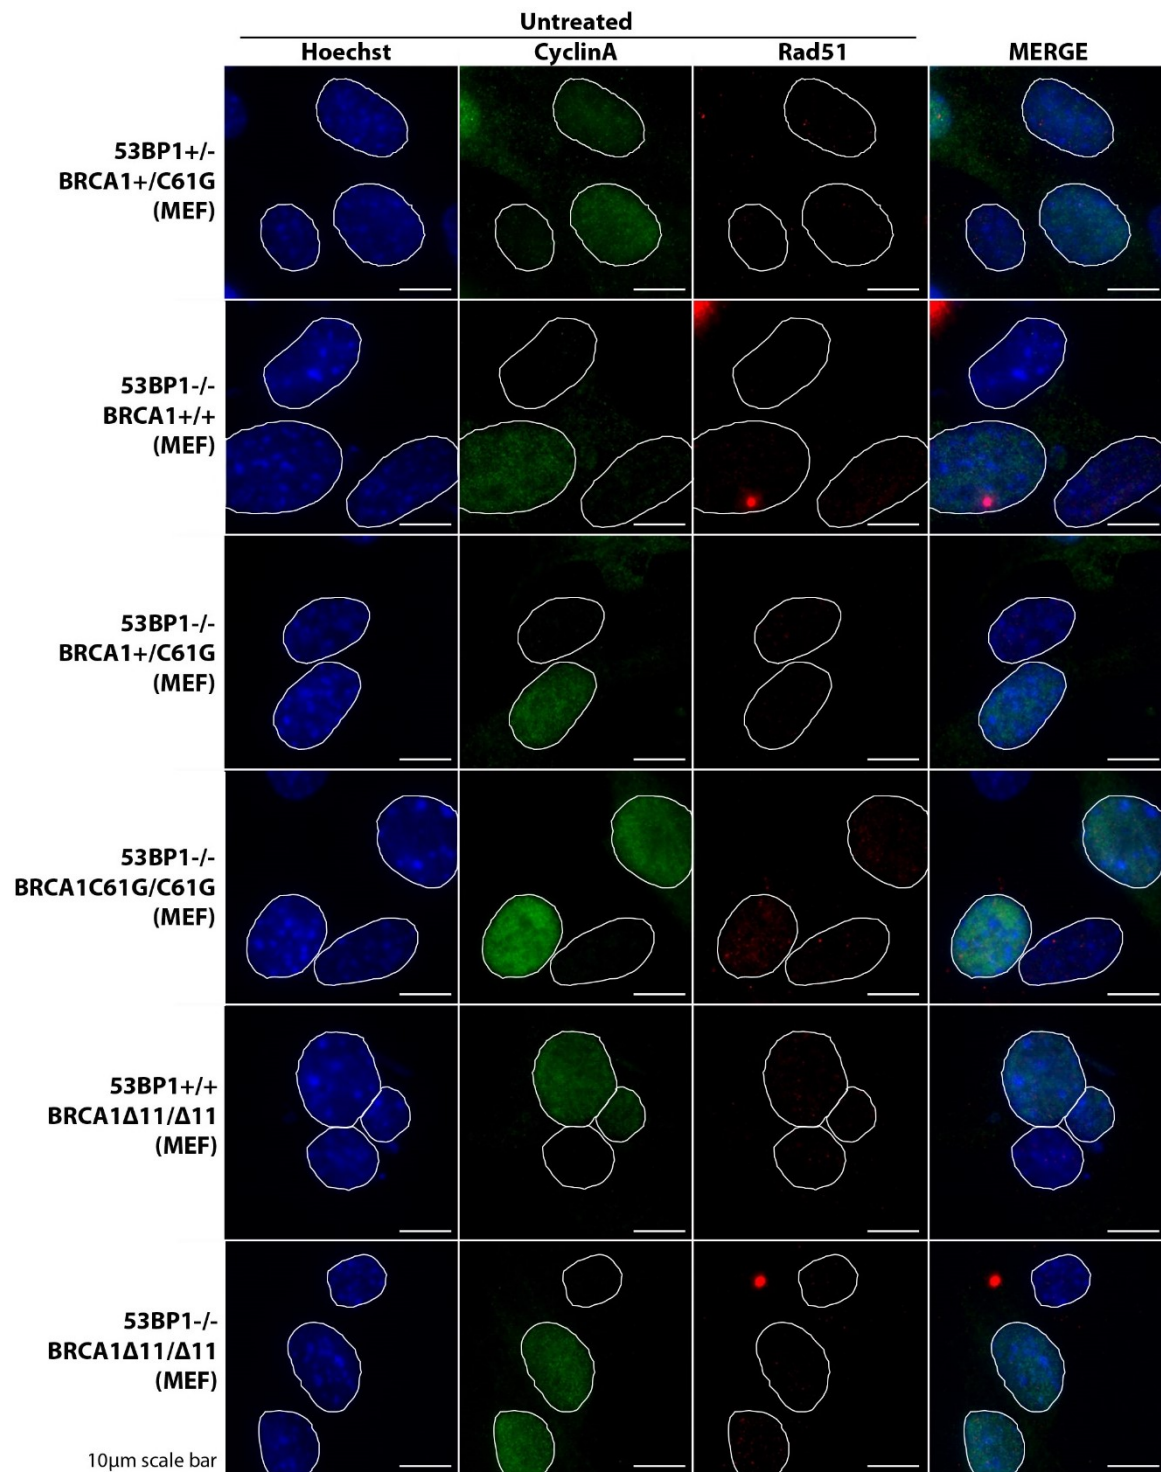 Untreated
Hoechst CyclinA Rad51 MERGE
53BP1+/-
BRCA1+/C61G
(MEF)
53BP1-/-
BRCA1+/+
(MEF)
53BP1-/-
BRCA1+/C61G
(MEF)
53BP1-/-
BRCA1C61G/C61G
(MEF)
53BP1+/+
BRCA1Δ11/Δ11
(MEF)
53BP1-/-
BRCA1Δ11/Δ11
(MEF)
10μm scale bar